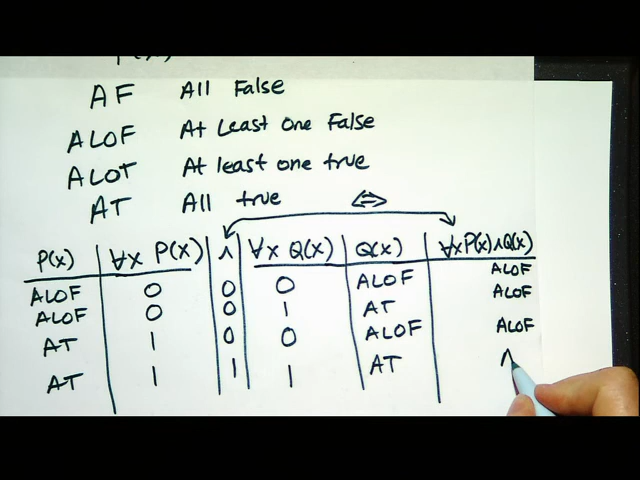 P(x)
AF All False
ALOF At Least one False
ALOT At least one true
AT All true ⇔
P(x) ∀x P(x) ∧ ∀x Q(x) Q(x) ∀x P(x) ∧ Q(x)
ALOF 0 0 0 ALOF ALOF
ALOF 0 0 1 AT ALOF
AT 1 0 0 ALOF ALOF
AT 1 1 1 AT